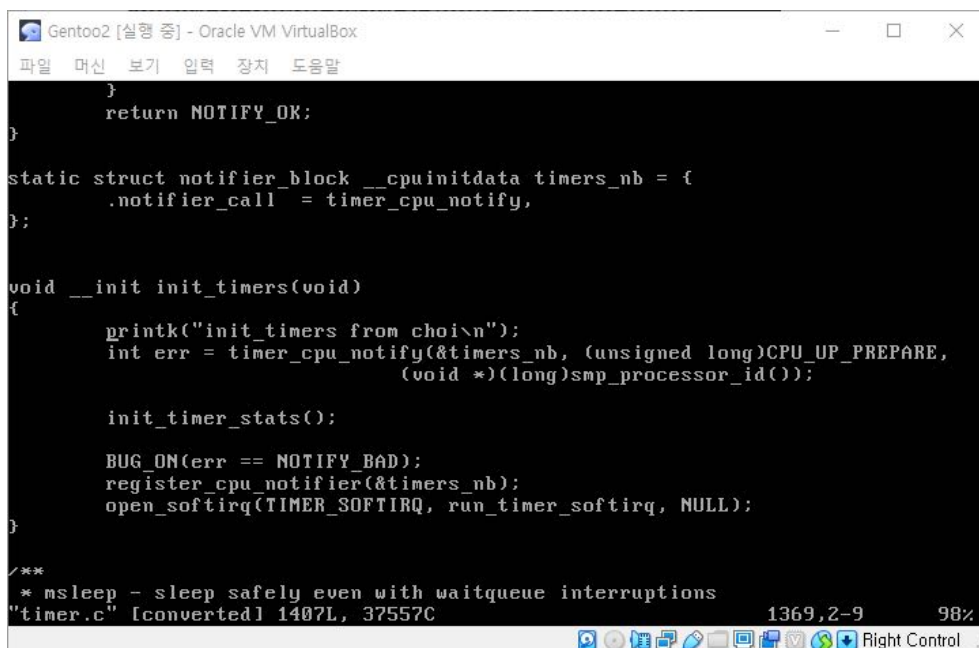 Gentoo2 [실행 중] - Oracle VM VirtualBox
파일 머신 보기 입력 장치 도움말
        }
        return NOTIFY_OK;
}

static struct notifier_block __cpuinitdata timers_nb = {
        .notifier_call  = timer_cpu_notify,
};


void __init init_timers(void)
{
        printk("init_timers from choi\n");
        int err = timer_cpu_notify(&timers_nb, (unsigned long)CPU_UP_PREPARE,
                                (void *)(long)smp_processor_id());

        init_timer_stats();

        BUG_ON(err == NOTIFY_BAD);
        register_cpu_notifier(&timers_nb);
        open_softirq(TIMER_SOFTIRQ, run_timer_softirq, NULL);
}

/**
 * msleep - sleep safely even with waitqueue interruptions
"timer.c" [converted] 1407L, 37557C 1369,2-9 98%
Right Control